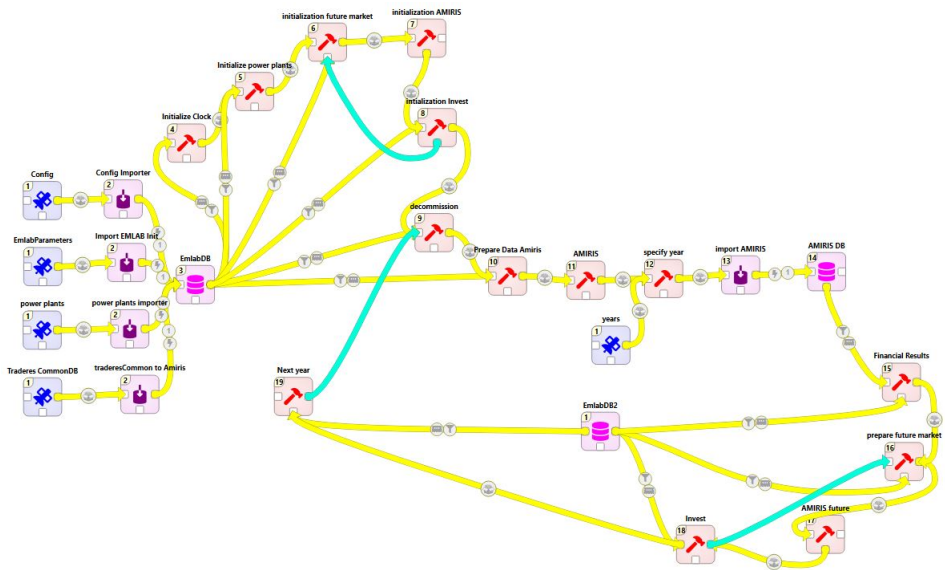 initialization future market
initialization AMIRIS
6
7
Initialize power plants
5
Intialization Invest
8
Initialize Clock
4
Config
Config Importer
1
2
decommission
9
EmlabParameters
Import EMLAB Init
1
2
EmlabDB
3
Prepare Data Amiris
10
AMIRIS
11
specify year
12
import AMIRIS
13
AMIRIS DB
14
1
1
1
1
power plants
power plants importer
1
2
years
1
Traderes CommonDB
traderesCommon to Amiris
1
2
Next year
19
Financial Results
15
EmlabDB2
1
prepare future market
16
Invest
18
AMIRIS future
17